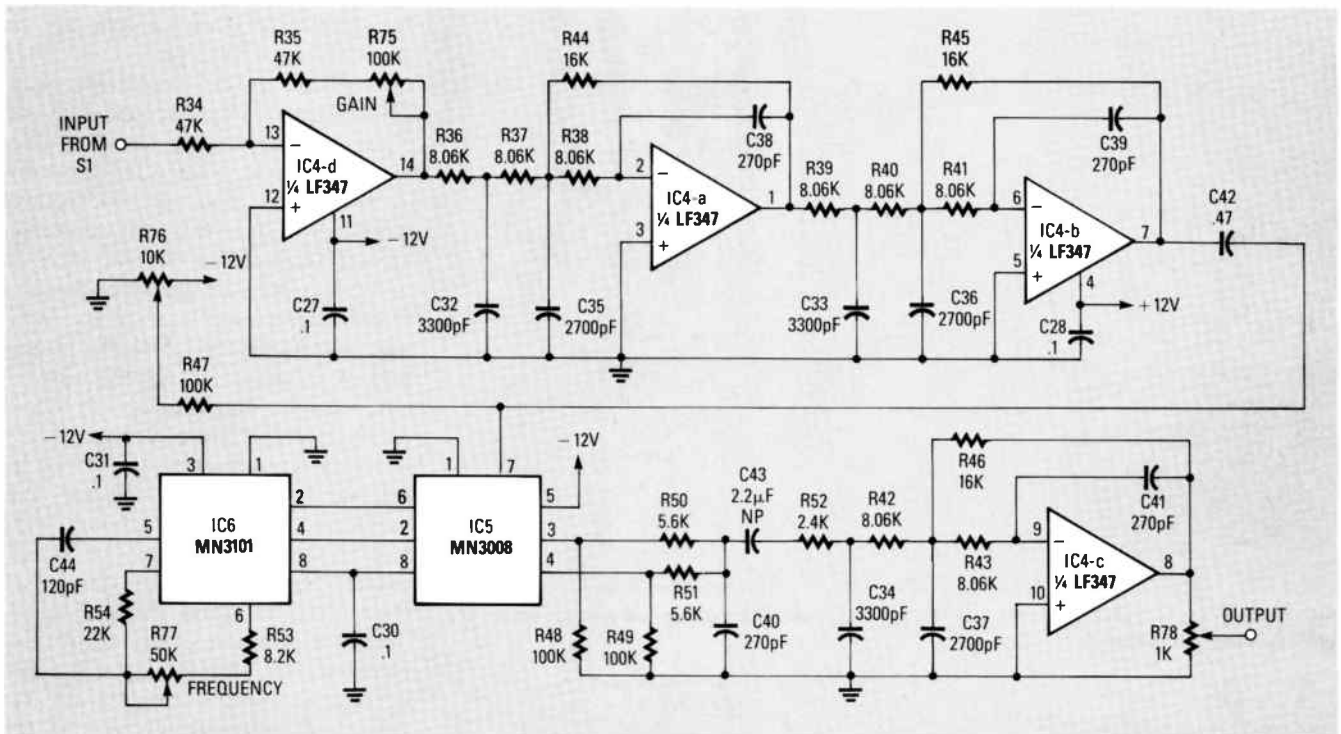 R35
47K
R75
100K
GAIN
R44
16K
R45
16K
INPUT
FROM
S1
R34
47K
13
−
IC4-d
¼ LF347
12
+
14
11
−12V
R36
8.06K
R37
8.06K
R38
8.06K
2
−
IC4-a
¼ LF347
3
+
1
C38
270pF
R39
8.06K
R40
8.06K
R41
8.06K
6
−
IC4-b
¼ LF347
5
+
7
4
+12V
C39
270pF
C42
.47
R76
10K
−12V
C27
.1
C32
3300pF
C35
2700pF
C33
3300pF
C36
2700pF
C28
.1
R47
100K
−12V
C31
.1
3
1
IC6
MN3101
5
7
2
4
8
6
C44
120pF
R54
22K
R77
50K
FREQUENCY
R53
8.2K
C30
.1
1
7
−12V
6
2
8
IC5
MN3008
5
3
4
R48
100K
R49
100K
R50
5.6K
R51
5.6K
C43
2.2µF
NP
C40
270pF
R52
2.4K
R42
8.06K
C34
3300pF
C37
2700pF
R46
16K
R43
8.06K
C41
270pF
9
−
IC4-c
¼ LF347
10
+
8
R78
1K
OUTPUT